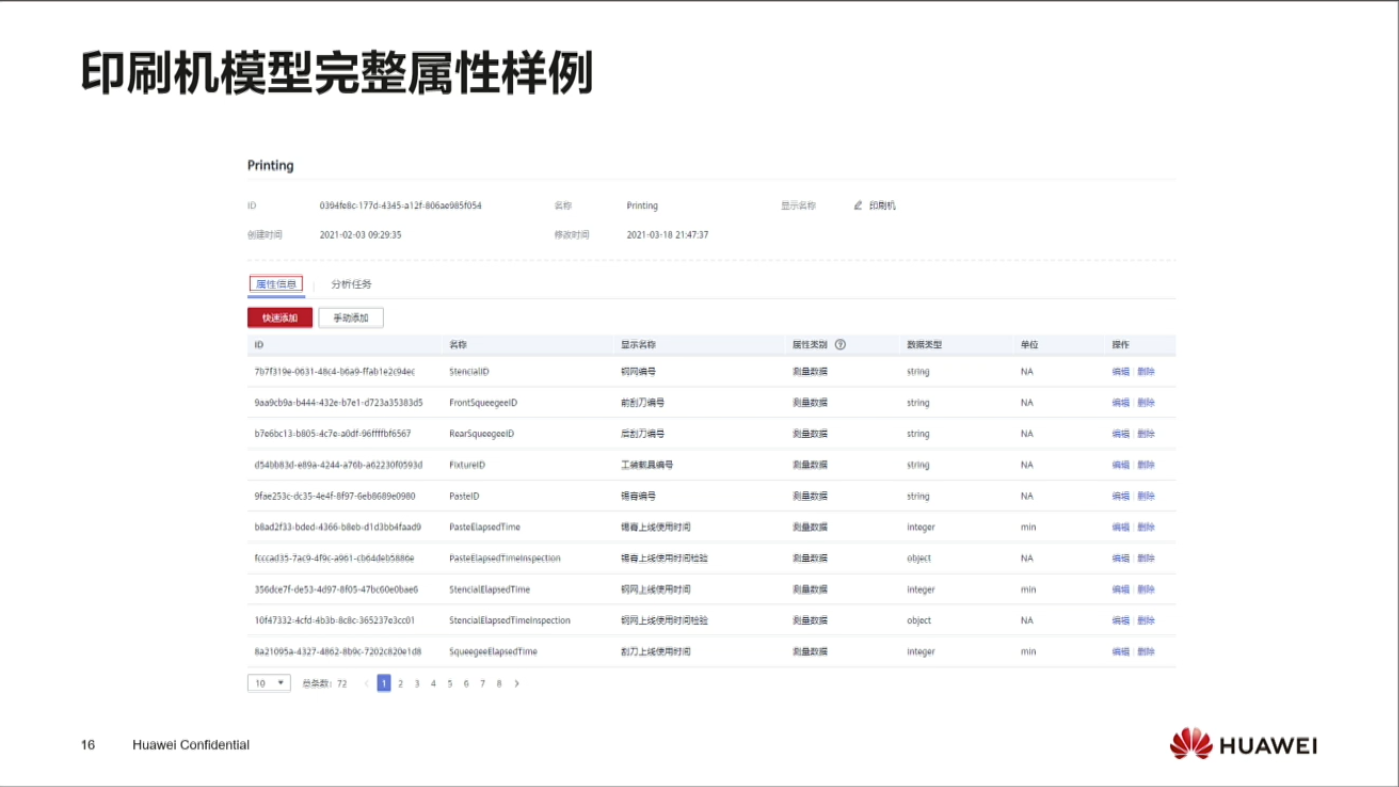 印刷机模型完整属性样例
Printing
ID 0394fe8c-177d-4345-a12f-806ae985f054 名称 Printing 显示名称 印刷机
创建时间 2021-02-03 09:29:35 修改时间 2021-03-18 21:47:37
属性信息 分析任务
快速添加 手动添加
ID 名称 显示名称 属性类别 ? 数据类型 单位 操作
7b7f319e-0631-48c4-b6a9-ffab1e2c94ec StencialID 钢网编号 测量数据 string NA 编辑 删除
9aa9cb9a-b444-432e-b7e1-d723a35383d5 FrontSqueegeeID 前刮刀编号 测量数据 string NA 编辑 删除
b7e6bc13-b805-4c7e-a0df-96ffffbf6567 RearSqueegeeID 后刮刀编号 测量数据 string NA 编辑 删除
d54bb83d-e89a-4244-a76b-a62230f0593d FixtureID 工装载具编号 测量数据 string NA 编辑 删除
9fae253c-dc35-4e4f-8f97-6eb8689e0980 PasteID 锡膏编号 测量数据 string NA 编辑 删除
b8ad2f33-bded-4366-b8eb-d1d3bb4faad9 PasteElapsedTime 锡膏上线使用时间 测量数据 integer min 编辑 删除
fcccad35-7ac9-4f9c-a961-cb64deb5886e PasteElapsedTimeInspection 锡膏上线使用时间检验 测量数据 object NA 编辑 删除
356dce7f-de53-4d97-8f05-47bc60e0bae6 StencialElapsedTime 钢网上线使用时间 测量数据 integer min 编辑 删除
10f47332-4cfd-4b3b-8c8c-365237e3cc01 StencialElapsedTimeInspection 钢网上线使用时间检验 测量数据 object NA 编辑 删除
8a21095a-4327-4862-8b9c-7202c820e1d8 SqueegeeElapsedTime 刮刀上线使用时间 测量数据 integer min 编辑 删除
10 总条数: 72 < 1 2 3 4 5 6 7 8 >
16 Huawei Confidential
HUAWEI